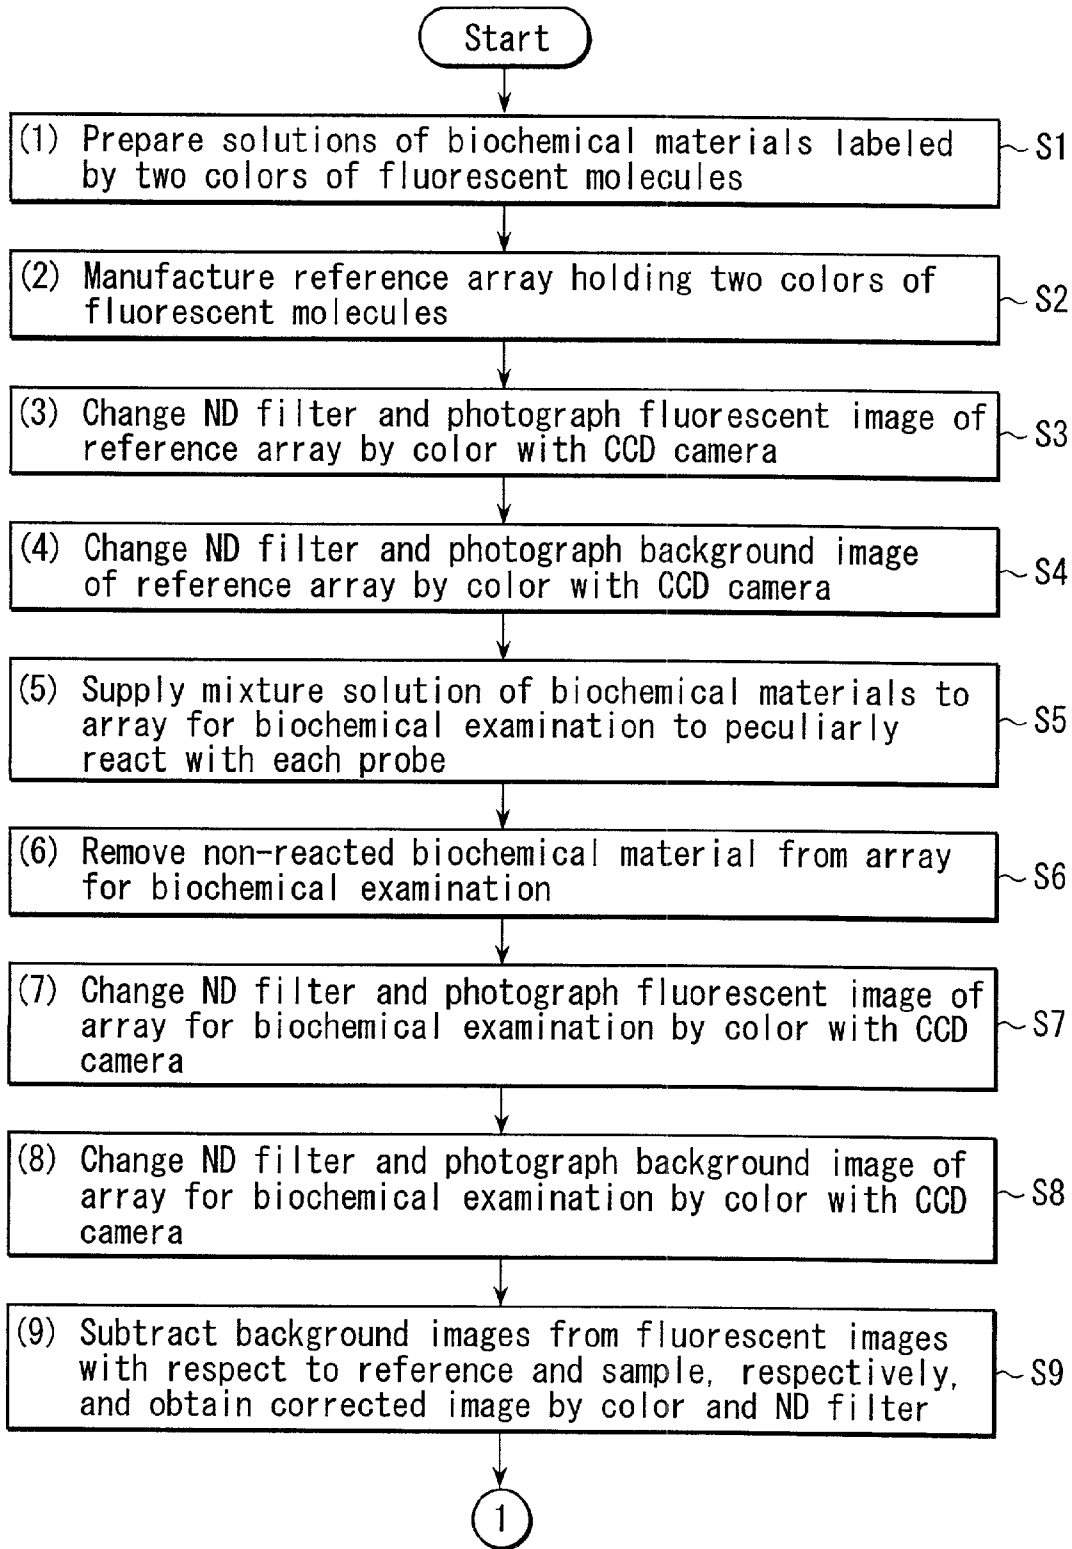 Start
(1) Prepare solutions of biochemical materials labeled
by two colors of fluorescent molecules
S1
(2) Manufacture reference array holding two colors of
fluorescent molecules
S2
(3) Change ND filter and photograph fluorescent image of
reference array by color with CCD camera
S3
(4) Change ND filter and photograph background image
of reference array by color with CCD camera
S4
(5) Supply mixture solution of biochemical materials to
array for biochemical examination to peculiarly
react with each probe
S5
(6) Remove non-reacted biochemical material from array
for biochemical examination
S6
(7) Change ND filter and photograph fluorescent image of
array for biochemical examination by color with CCD
camera
S7
(8) Change ND filter and photograph background image of
array for biochemical examination by color with CCD
camera
S8
(9) Subtract background images from fluorescent images
with respect to reference and sample, respectively,
and obtain corrected image by color and ND filter
S9
1